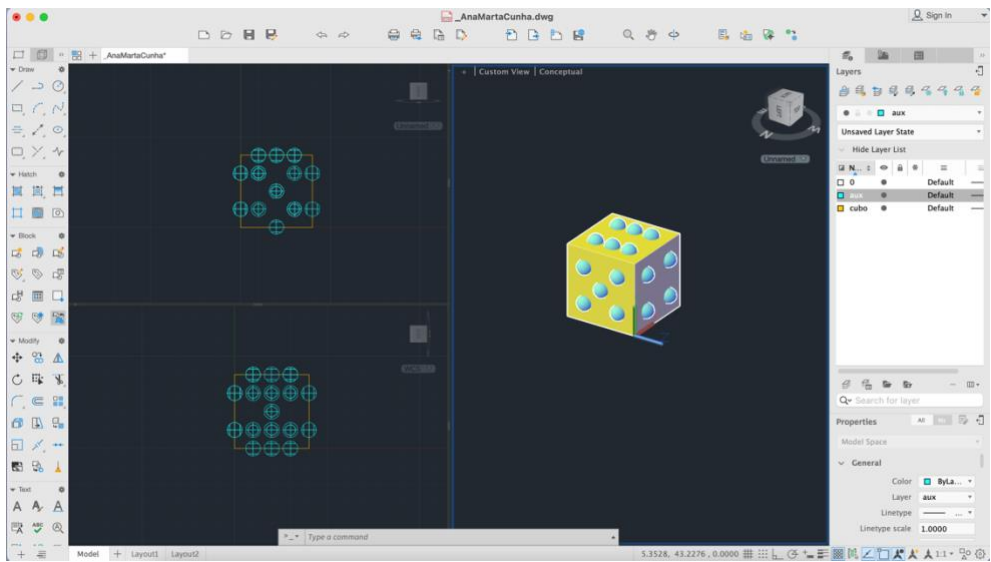 _AnaMartaCunha.dwg
Sign In
_AnaMartaCunha*
Draw
Hatch
Block
Modify
Text
Custom View | Conceptual
Unnamed
WCS
Unnamed
Layers
aux
Unsaved Layer State
Hide Layer List
N...
0 Default
aux Default
cubo Default
Search for layer
Properties All
Model Space
General
Color ByLa...
Layer aux
Linetype ...
Linetype scale 1.0000
Type a command
Model Layout1 Layout2
5.3528, 43.2276, 0.0000
1:1